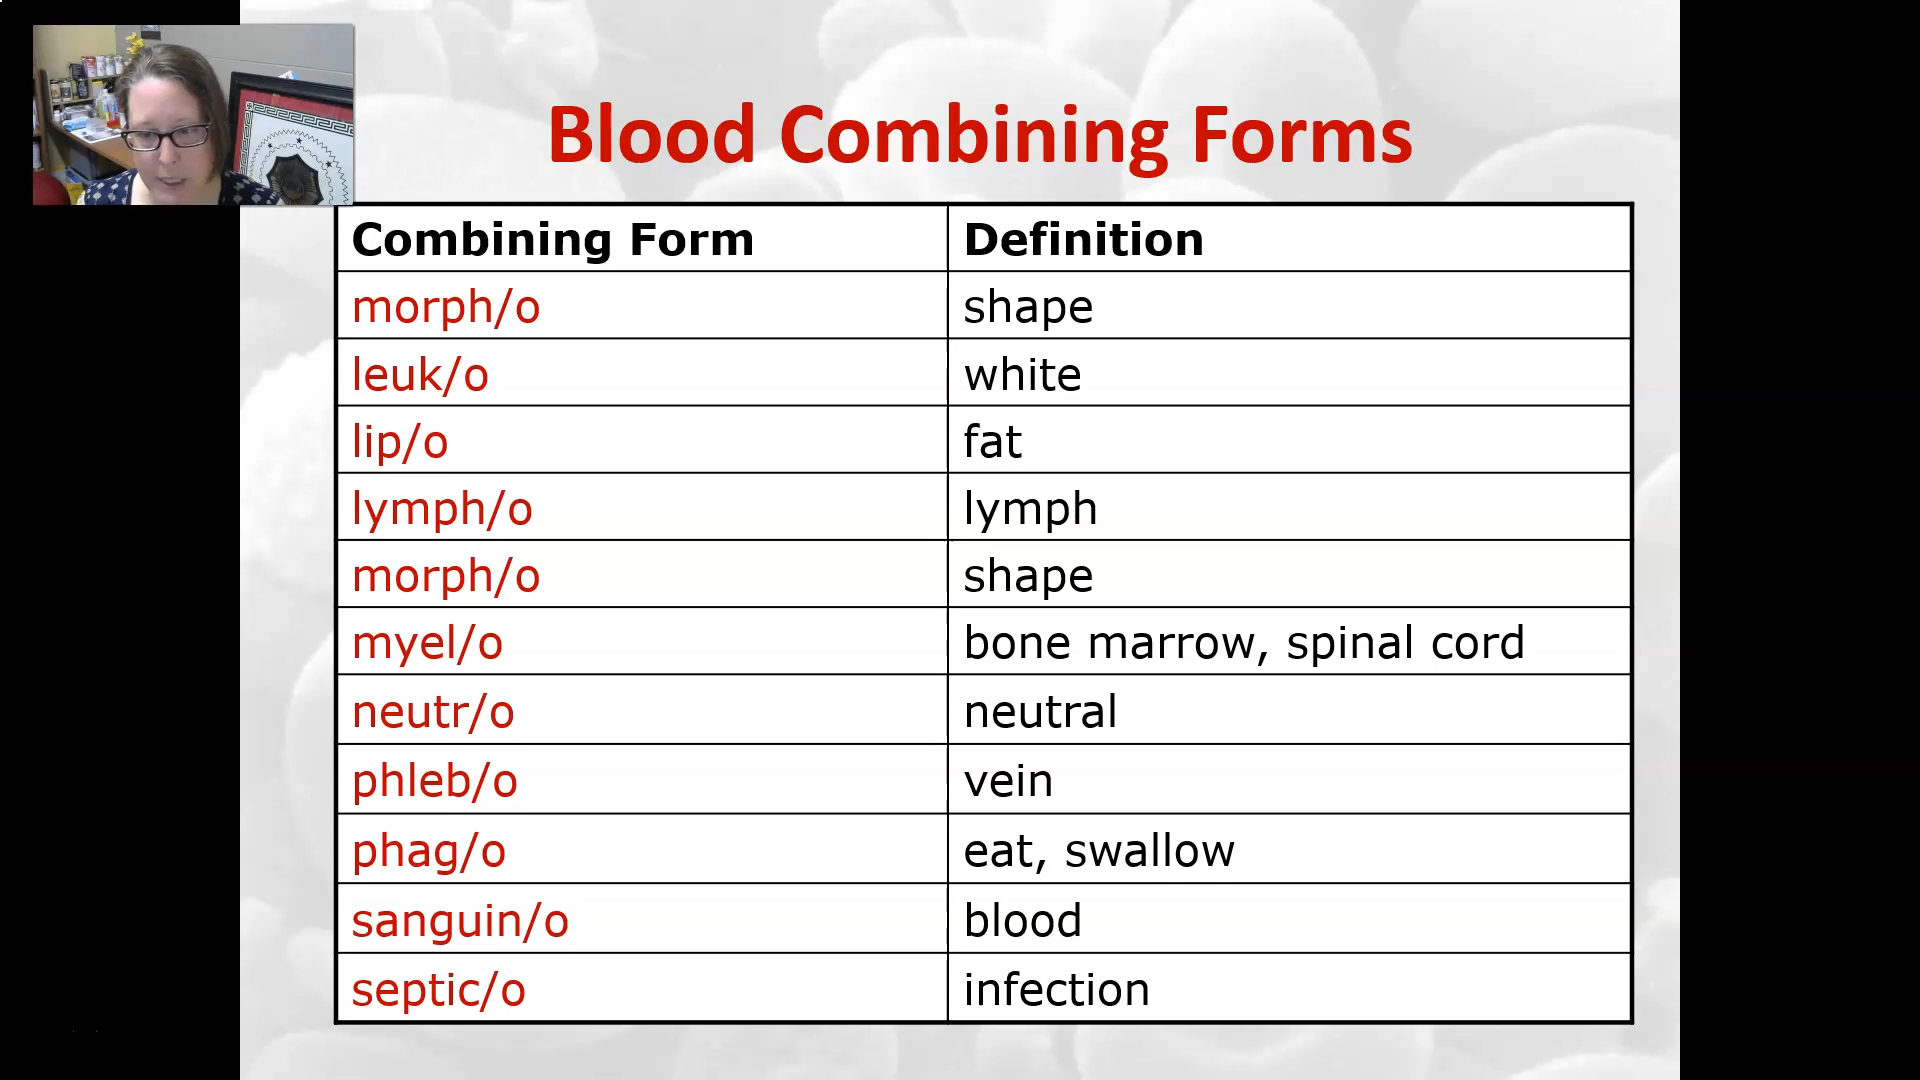 Blood Combining Forms
Combining Form Definition
morph/o shape
leuk/o white
lip/o fat
lymph/o lymph
morph/o shape
myel/o bone marrow, spinal cord
neutr/o neutral
phleb/o vein
phag/o eat, swallow
sanguin/o blood
septic/o infection